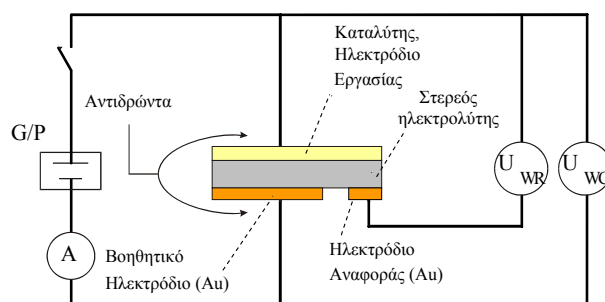 Καταλύτης,
Ηλεκτρόδιο
Εργασίας
Αντιδρώντα
Στερεός
ηλεκτρολύτης
G/P
U WR
U WC
A
Βοηθητικό
Ηλεκτρόδιο (Au)
Ηλεκτρόδιο
Αναφοράς (Au)